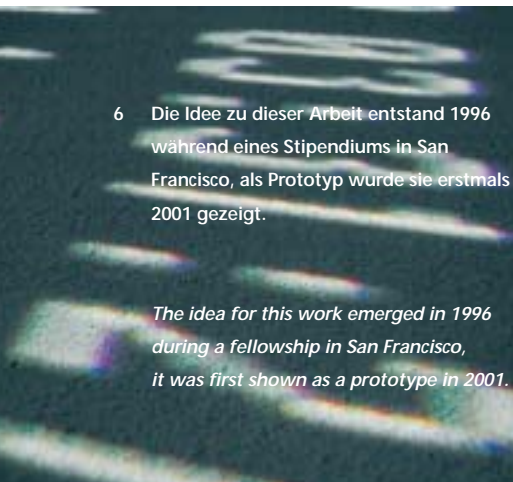 6 Die Idee zu dieser Arbeit entstand 1996
während eines Stipendiums in San
Francisco, als Prototyp wurde sie erstmals
2001 gezeigt.
The idea for this work emerged in 1996
during a fellowship in San Francisco,
it was first shown as a prototype in 2001.